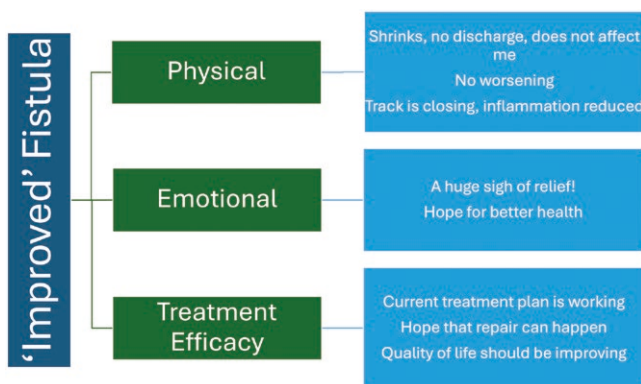 'Improved' Fistula
Physical
Shrinks, no discharge, does not affect
me
No worsening
Track is closing, inflammation reduced
Emotional
A huge sigh of relief!
Hope for better health
Treatment
Efficacy
Current treatment plan is working
Hope that repair can happen
Quality of life should be improving